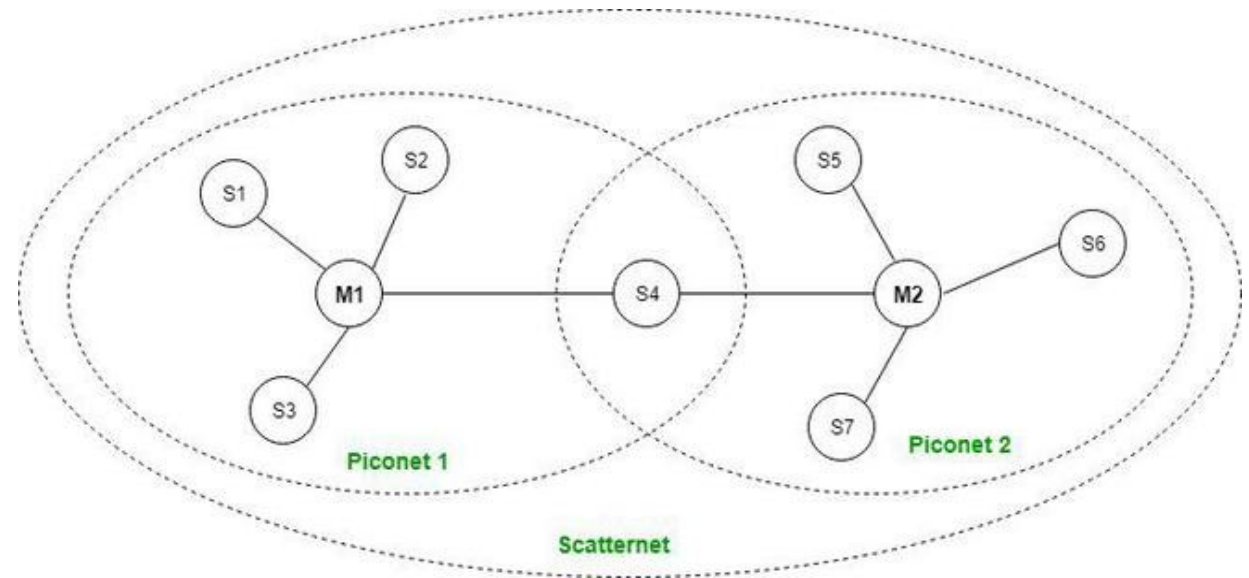 S2
S5
S1
S6
M1
S4
M2
S3
S7
Piconet 1
Piconet 2
Scatternet